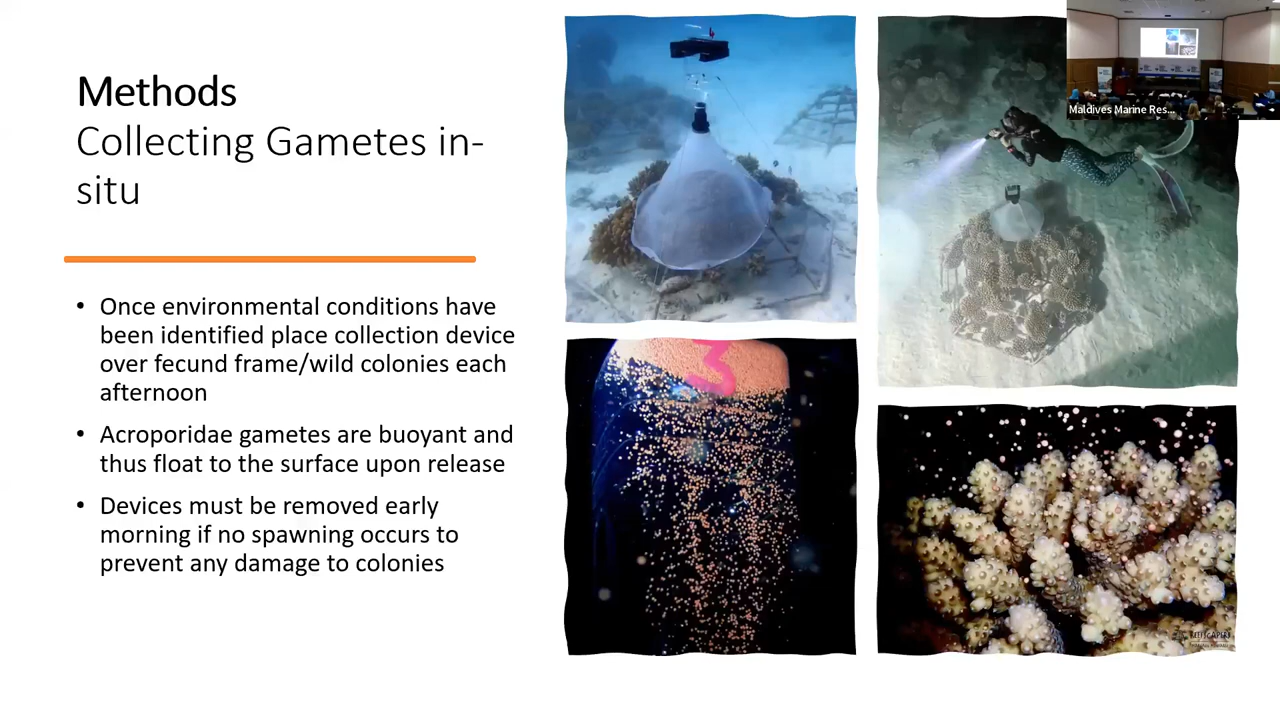 Methods
Collecting Gametes in-
situ
• Once environmental conditions have
been identified place collection device
over fecund frame/wild colonies each
afternoon
• Acroporidae gametes are buoyant and
thus float to the surface upon release
• Devices must be removed early
morning if no spawning occurs to
prevent any damage to colonies
Maldives Marine Res...
3
REEFSCAPERS